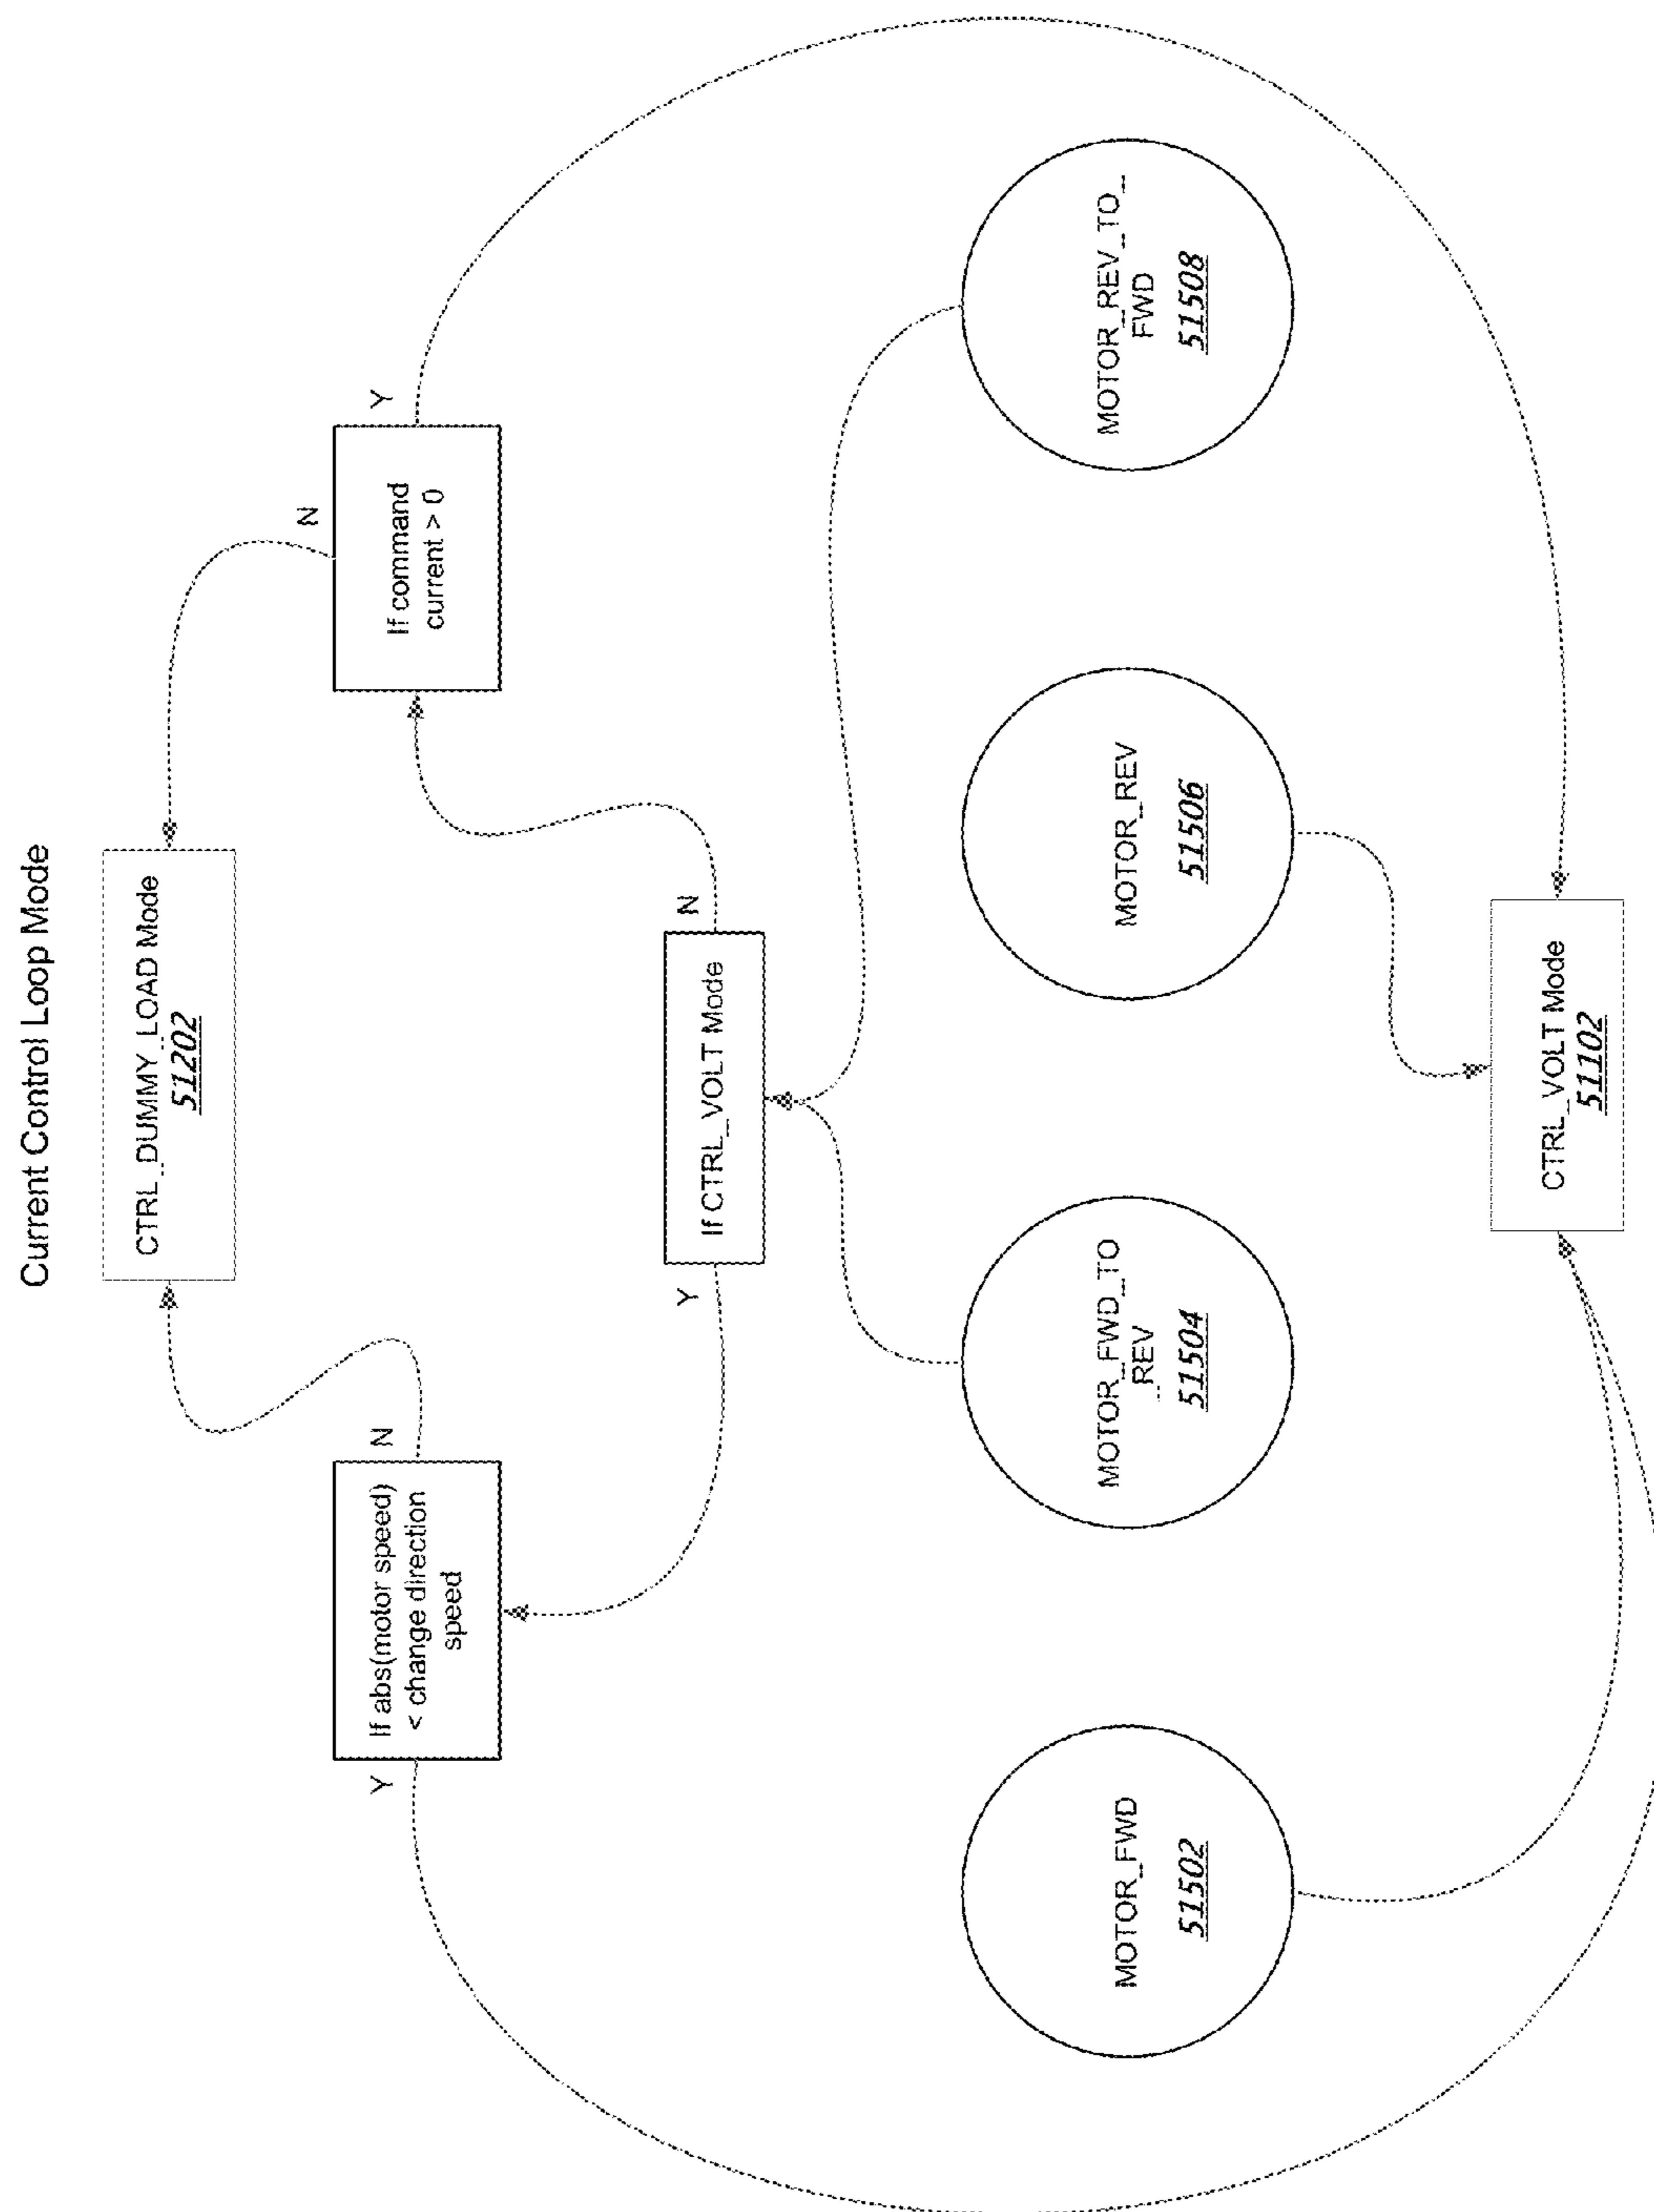 Current Control Loop Mode
CTRL_DUMMY_LOAD Mode
51202
If abs(motor speed)
< change direction
speed
Y
N
If command
current > 0
N
Y
If CTRL_VOLT Mode
Y
N
MOTOR_FWD
51502
MOTOR_FWD_TO
_REV
51504
MOTOR_REV
51506
MOTOR_REV_TO_
FWD
51508
CTRL_VOLT Mode
51102